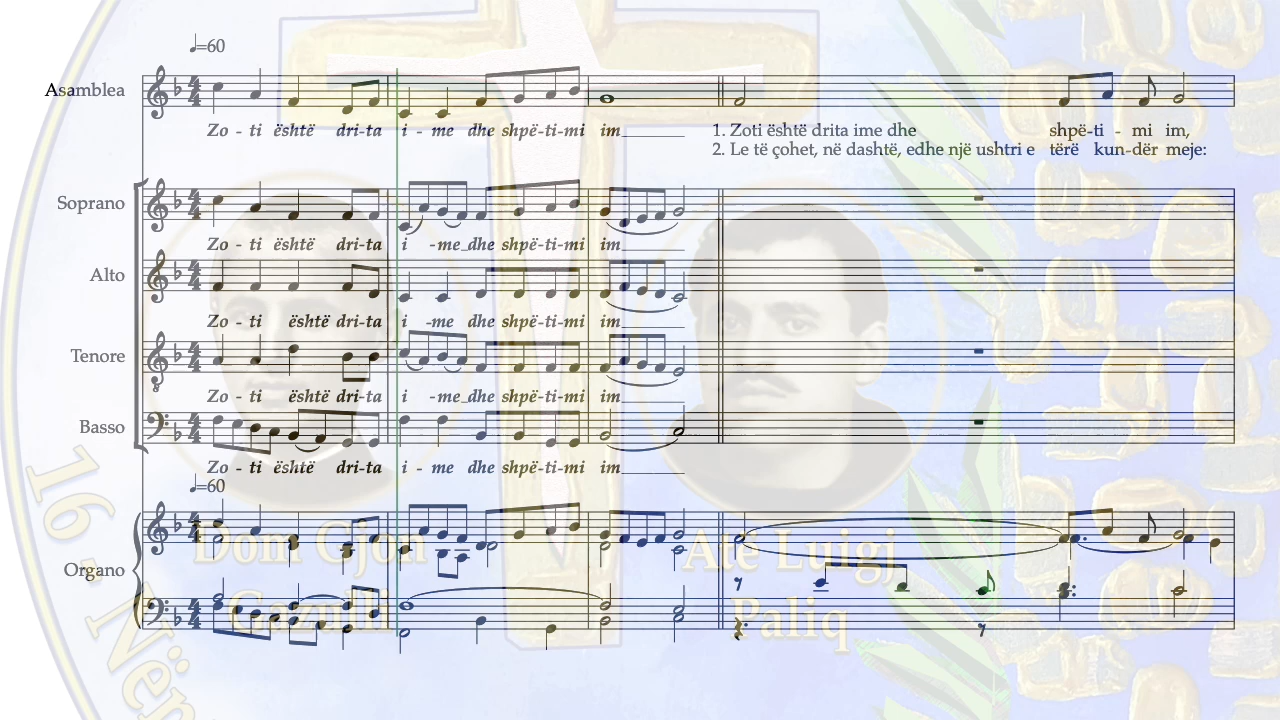 ♩=60
Asamblea
Zo - ti është dri-ta i - me dhe shpë-ti-mi im
1. Zoti është drita ime dhe shpë-ti - mi im,
2. Le të çohet, në dashtë, edhe një ushtri e tërë kun-dër meje:
Soprano
Zo - ti është dri-ta i -me dhe shpë-ti-mi im
Alto
Zo - ti është dri-ta i -me dhe shpë-ti-mi im
Tenore
Zo - ti është dri-ta i -me dhe shpë-ti-mi im
Basso
Zo - ti është dri-ta i - me dhe shpë-ti-mi im
♩=60
Organo
Dom Gjon
Gazulli
Atë Luigj
Paliq
16 - Nën